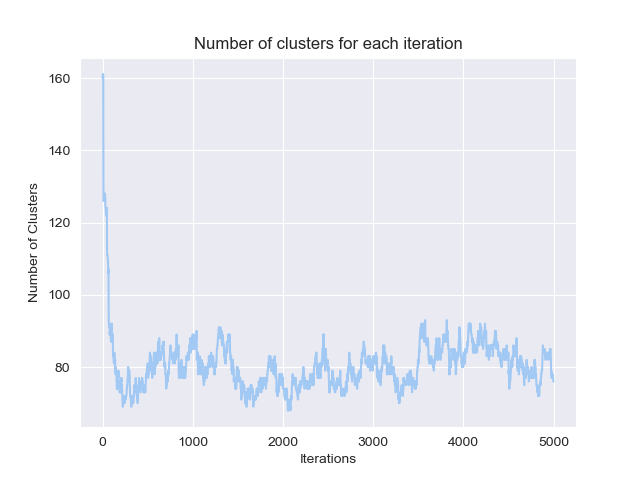 Number of clusters for each iteration
160
140
120
100
80
Number of Clusters
0 1000 2000 3000 4000 5000
Iterations